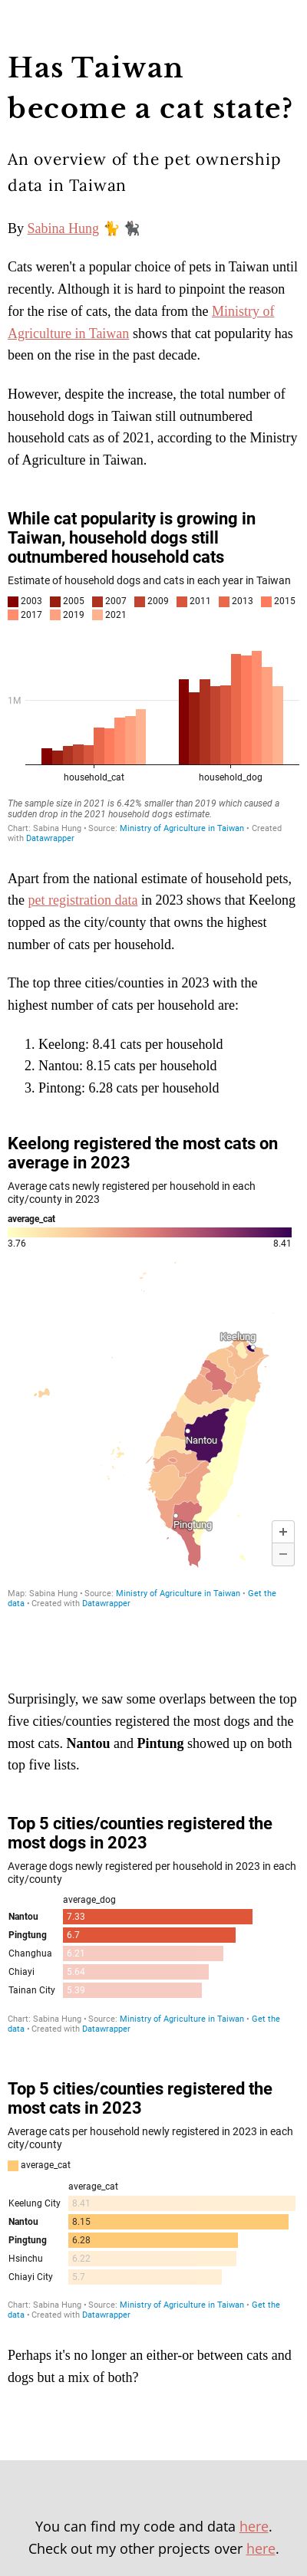 Has Taiwan
become a cat state?
An overview of the pet ownership
data in Taiwan
By Sabina Hung 🐈 🐈‍⬛
Cats weren't a popular choice of pets in Taiwan until
recently. Although it is hard to pinpoint the reason
for the rise of cats, the data from the Ministry of
Agriculture in Taiwan shows that cat popularity has
been on the rise in the past decade.
However, despite the increase, the total number of
household dogs in Taiwan still outnumbered
household cats as of 2021, according to the Ministry
of Agriculture in Taiwan.
While cat popularity is growing in
Taiwan, household dogs still
outnumbered household cats
Estimate of household dogs and cats in each year in Taiwan
2003 2005 2007 2009 2011 2013 2015
2017 2019 2021
1M
household_cat household_dog
The sample size in 2021 is 6.42% smaller than 2019 which caused a
sudden drop in the 2021 household dogs estimate.
Chart: Sabina Hung • Source: Ministry of Agriculture in Taiwan • Created
with Datawrapper
Apart from the national estimate of household pets,
the pet registration data in 2023 shows that Keelong
topped as the city/county that owns the highest
number of cats per household.
The top three cities/counties in 2023 with the
highest number of cats per household are:
1. Keelong: 8.41 cats per household
2. Nantou: 8.15 cats per household
3. Pintong: 6.28 cats per household
Keelong registered the most cats on
average in 2023
Average cats newly registered per household in each
city/county in 2023
average_cat
3.76 8.41
Keelung
Nantou
Pingtung
+
−
Map: Sabina Hung • Source: Ministry of Agriculture in Taiwan • Get the
data • Created with Datawrapper
Surprisingly, we saw some overlaps between the top
five cities/counties registered the most dogs and the
most cats. Nantou and Pintung showed up on both
top five lists.
Top 5 cities/counties registered the
most dogs in 2023
Average dogs newly registered per household in 2023 in each
city/county
average_dog
Nantou 7.33
Pingtung 6.7
Changhua 6.21
Chiayi 5.64
Tainan City 5.39
Chart: Sabina Hung • Source: Ministry of Agriculture in Taiwan • Get the
data • Created with Datawrapper
Top 5 cities/counties registered the
most cats in 2023
Average cats per household newly registered in 2023 in each
city/county
average_cat
average_cat
Keelung City 8.41
Nantou 8.15
Pingtung 6.28
Hsinchu 6.22
Chiayi City 5.7
Chart: Sabina Hung • Source: Ministry of Agriculture in Taiwan • Get the
data • Created with Datawrapper
Perhaps it's no longer an either-or between cats and
dogs but a mix of both?
You can find my code and data here.
Check out my other projects over here.